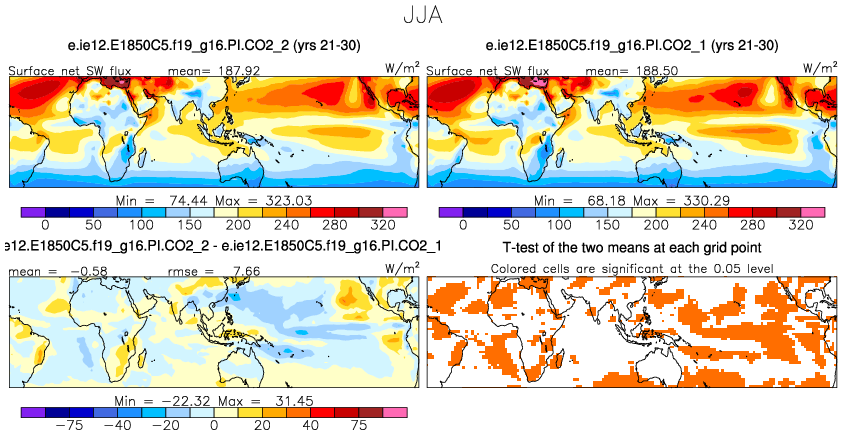 JJA
e.ie12.E1850C5.f19_g16.PI.CO2_2 (yrs 21-30)
Surface net SW flux mean= 187.92 W/m²
Min = 74.44 Max = 323.03
0 50 100 150 200 240 280 320
e.ie12.E1850C5.f19_g16.PI.CO2_1 (yrs 21-30)
Surface net SW flux mean= 188.50 W/m²
Min = 68.18 Max = 330.29
0 50 100 150 200 240 280 320
e12.E1850C5.f19_g16.PI.CO2_2 - e.ie12.E1850C5.f19_g16.PI.CO2_1
mean = −0.58 rmse = 7.66 W/m²
Min = −22.32 Max = 31.45
−75 −40 −20 0 20 40 75
T-test of the two means at each grid point
Colored cells are significant at the 0.05 level